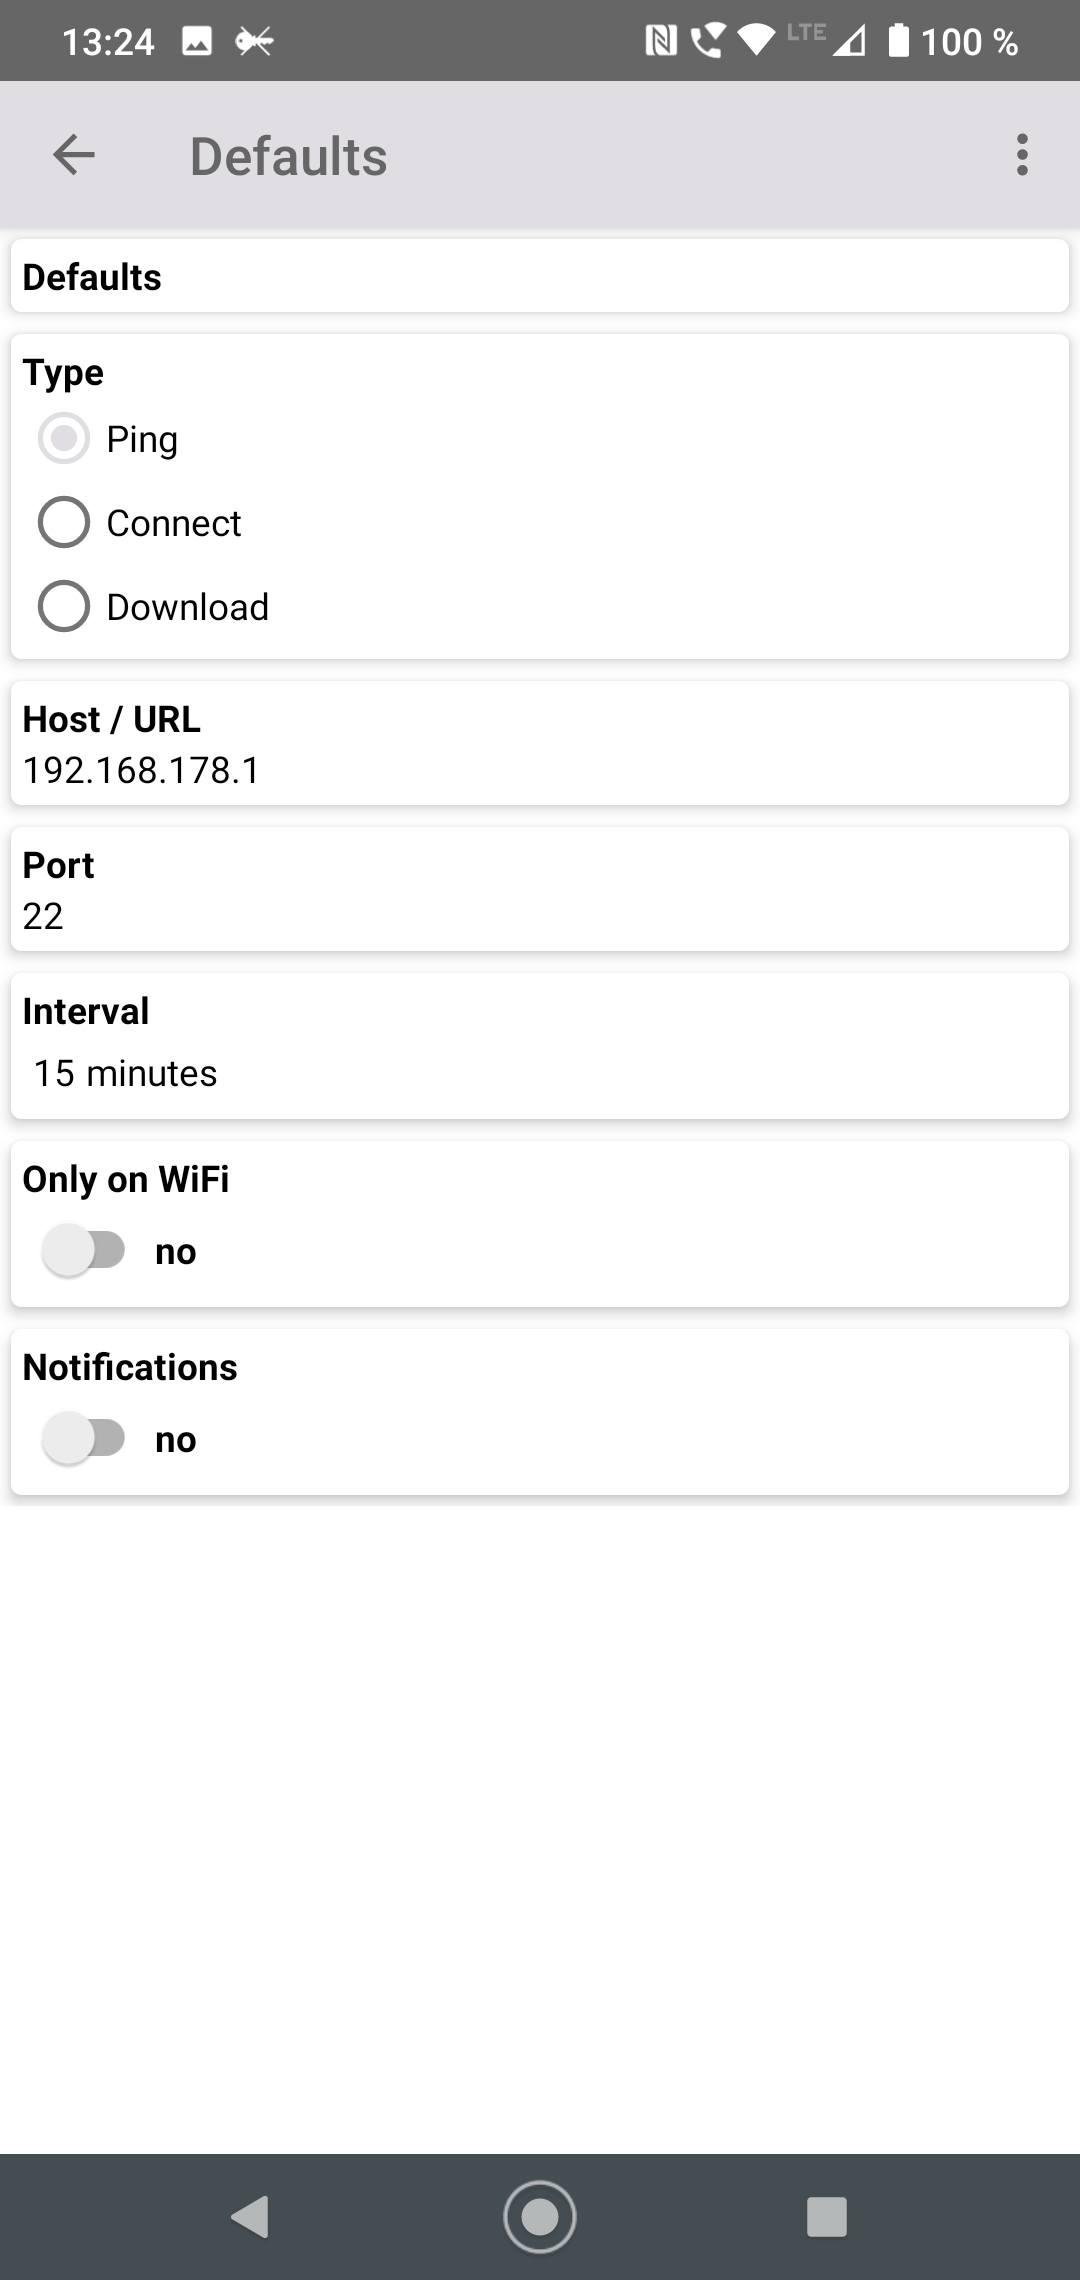 13:24 LTE 100 %
Defaults
Defaults
Type
Ping
Connect
Download
Host / URL
192.168.178.1
Port
22
Interval
15 minutes
Only on WiFi
no
Notifications
no